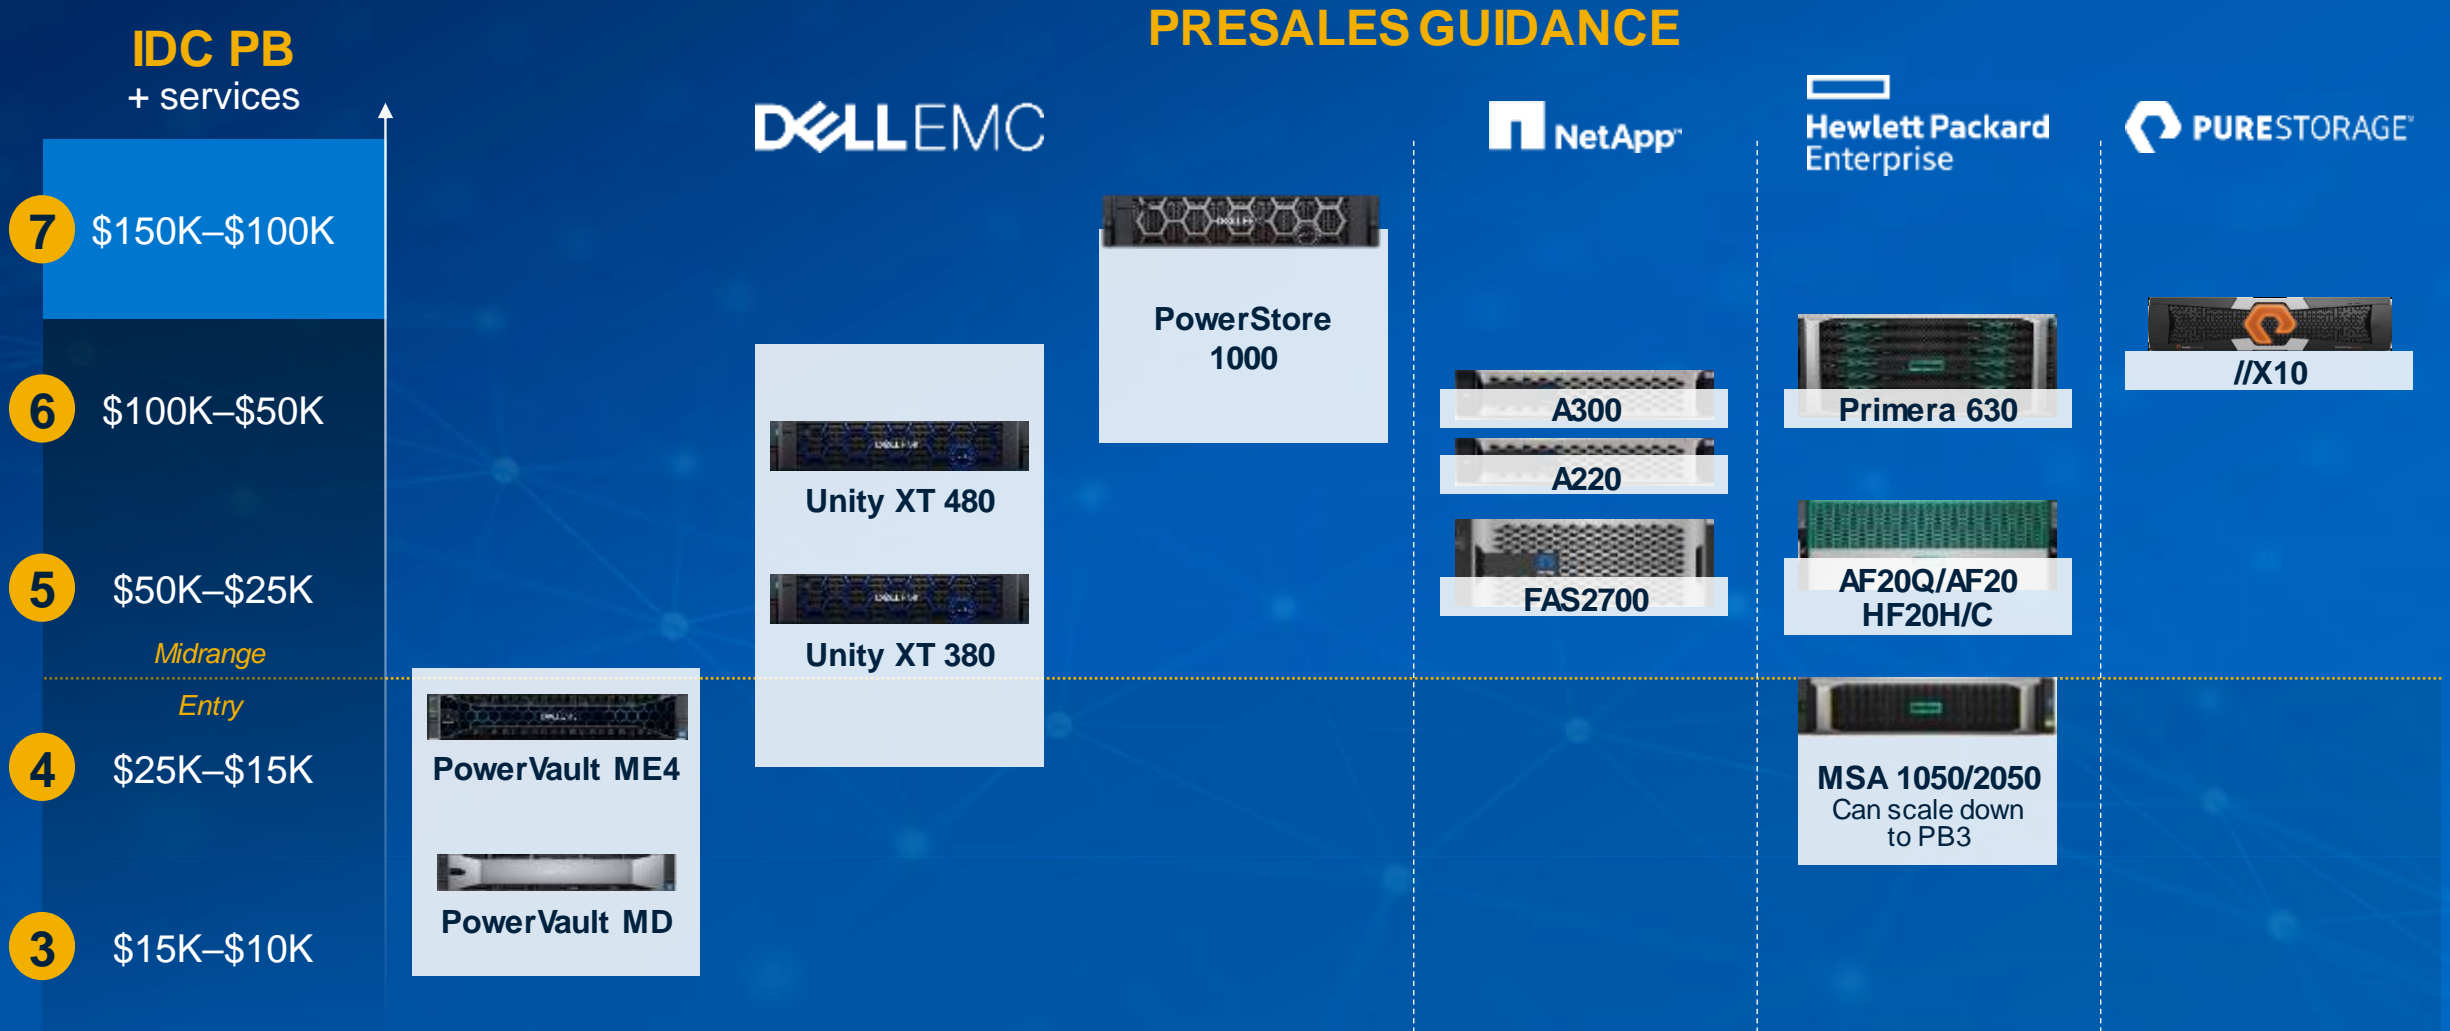 PRESALES GUIDANCE
IDC PB
+ services
DELLEMC
NetApp
Hewlett Packard
Enterprise
PURESTORAGE
7
$150K–$100K
6
$100K–$50K
5
$50K–$25K
Midrange
Entry
4
$25K–$15K
3
$15K–$10K
PowerVault ME4
PowerVault MD
Unity XT 480
Unity XT 380
PowerStore
1000
A300
A220
FAS2700
Primera 630
AF20Q/AF20
HF20H/C
MSA 1050/2050
Can scale down
to PB3
//X10